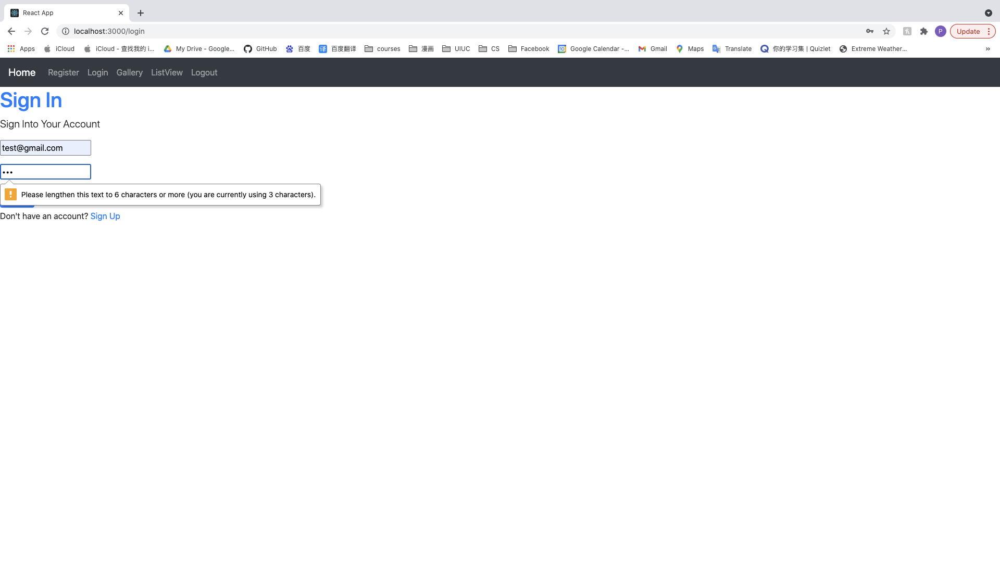 React App
localhost:3000/login
P
Update
Apps iCloud iCloud - 查找我的 i... My Drive - Google... GitHub 百度 译 百度翻译 courses 漫画 UIUC CS Facebook 10 Google Calendar -... Gmail Maps Translate 你的学习集 | Quizlet Extreme Weather... »
Home Register Login Gallery ListView Logout
Sign In
Sign Into Your Account
test@gmail.com
•••
! Please lengthen this text to 6 characters or more (you are currently using 3 characters).
Don't have an account? Sign Up